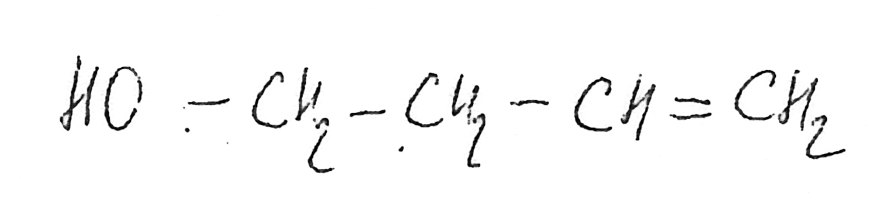 HO - CH₂ - CH₂ - CH = CH₂